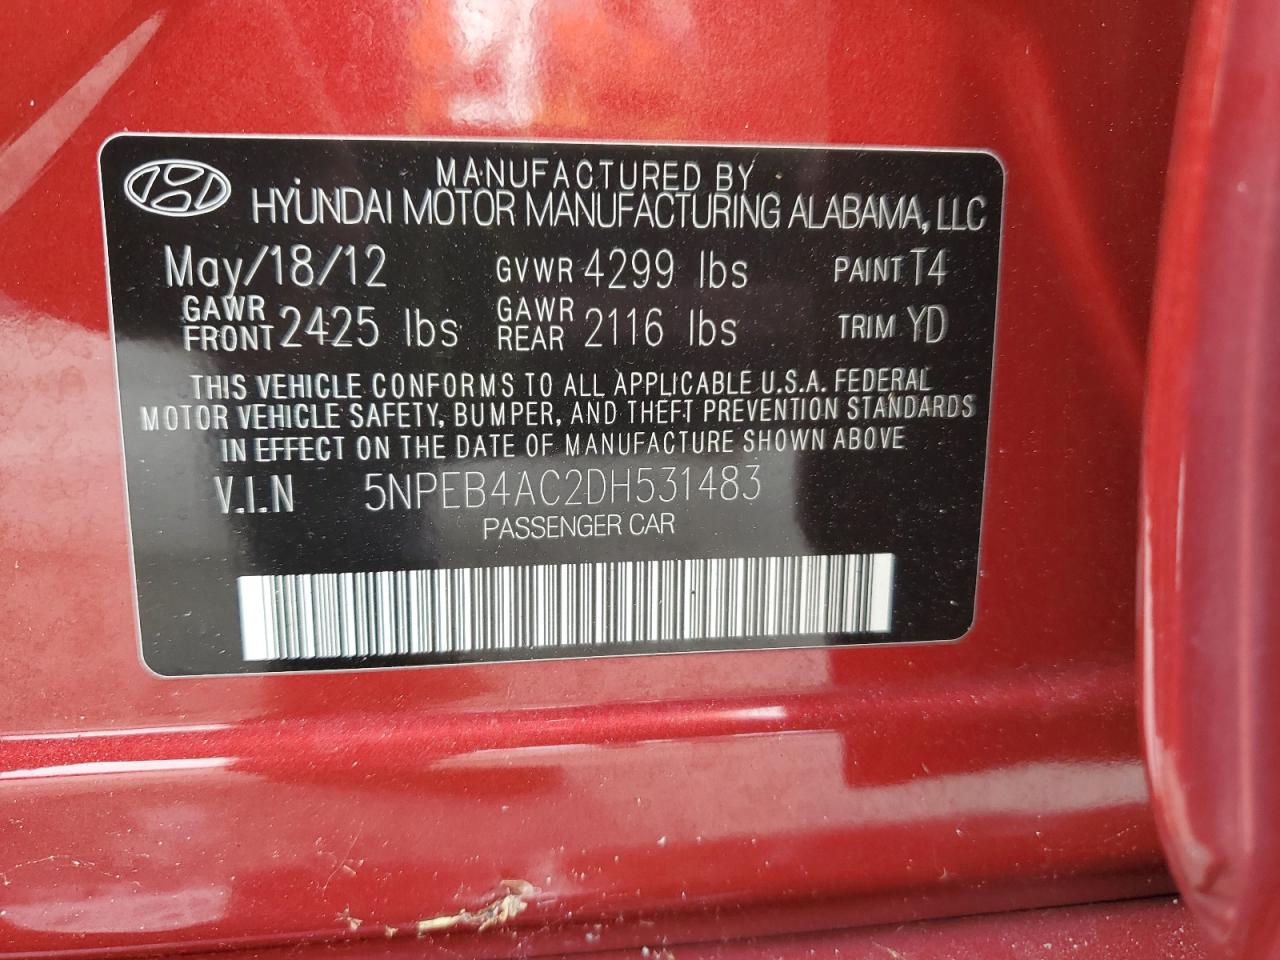 MANUFACTURED BY
HYUNDAI MOTOR MANUFACTURING ALABAMA, LLC
May/18/12 GVWR 4299 lbs PAINT T4
GAWR FRONT 2425 lbs GAWR REAR 2116 lbs TRIM YD
THIS VEHICLE CONFORMS TO ALL APPLICABLE U.S.A. FEDERAL
MOTOR VEHICLE SAFETY, BUMPER, AND THEFT PREVENTION STANDARDS
IN EFFECT ON THE DATE OF MANUFACTURE SHOWN ABOVE
V.I.N 5NPEB4AC2DH531483
PASSENGER CAR